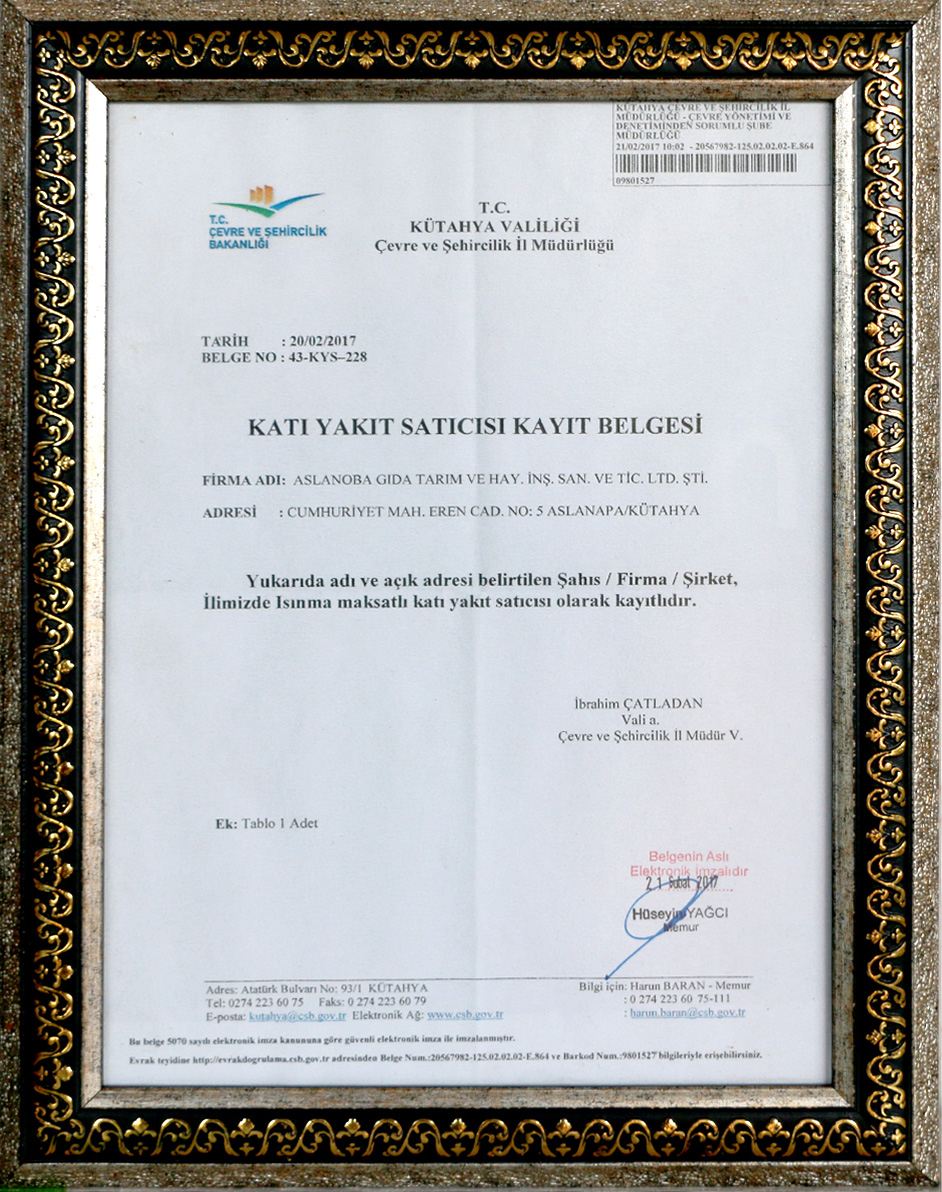 KÜTAHYA ÇEVRE VE ŞEHİRCİLİK İL
MÜDÜRLÜĞÜ - ÇEVRE YÖNETİMİ VE
DENETİMİNDEN SORUMLU ŞUBE
MÜDÜRLÜĞÜ
21/02/2017 10:02 - 20567982-125.02.02.02-E.864
09801527
T.C.
ÇEVRE VE ŞEHİRCİLİK
BAKANLIĞI
T.C.
KÜTAHYA VALİLİĞİ
Çevre ve Şehircilik İl Müdürlüğü
TARİH : 20/02/2017
BELGE NO : 43-KYS–228
KATI YAKIT SATICISI KAYIT BELGESİ
FİRMA ADI: ASLANOBA GIDA TARIM VE HAY. İNŞ. SAN. VE TİC. LTD. ŞTİ.
ADRESİ : CUMHURİYET MAH. EREN CAD. NO: 5 ASLANAPA/KÜTAHYA
Yukarıda adı ve açık adresi belirtilen Şahıs / Firma / Şirket,
İlimizde Isınma maksatlı katı yakıt satıcısı olarak kayıtlıdır.
İbrahim ÇATLADAN
Vali a.
Çevre ve Şehircilik İl Müdür V.
Ek: Tablo 1 Adet
Belgenin Aslı
Elektronik İmzalıdır
21 Şubat 2017
Hüseyin YAĞCI
Memur
Adres: Atatürk Bulvarı No: 93/1 KÜTAHYA
Tel: 0274 223 60 75 Faks: 0 274 223 60 79
E-posta: kutahya@csb.gov.tr Elektronik Ağ: www.csb.gov.tr
Bilgi için: Harun BARAN - Memur
: 0 274 223 60 75-111
: harun.baran@csb.gov.tr
Bu belge 5070 sayılı elektronik imza kanununa göre güvenli elektronik imza ile imzalanmıştır.
Evrak teyidine http://evrakdogrulama.csb.gov.tr adresinden Belge Num.:20567982-125.02.02.02-E.864 ve Barkod Num.:9801527 bilgileriyle erişebilirsiniz.